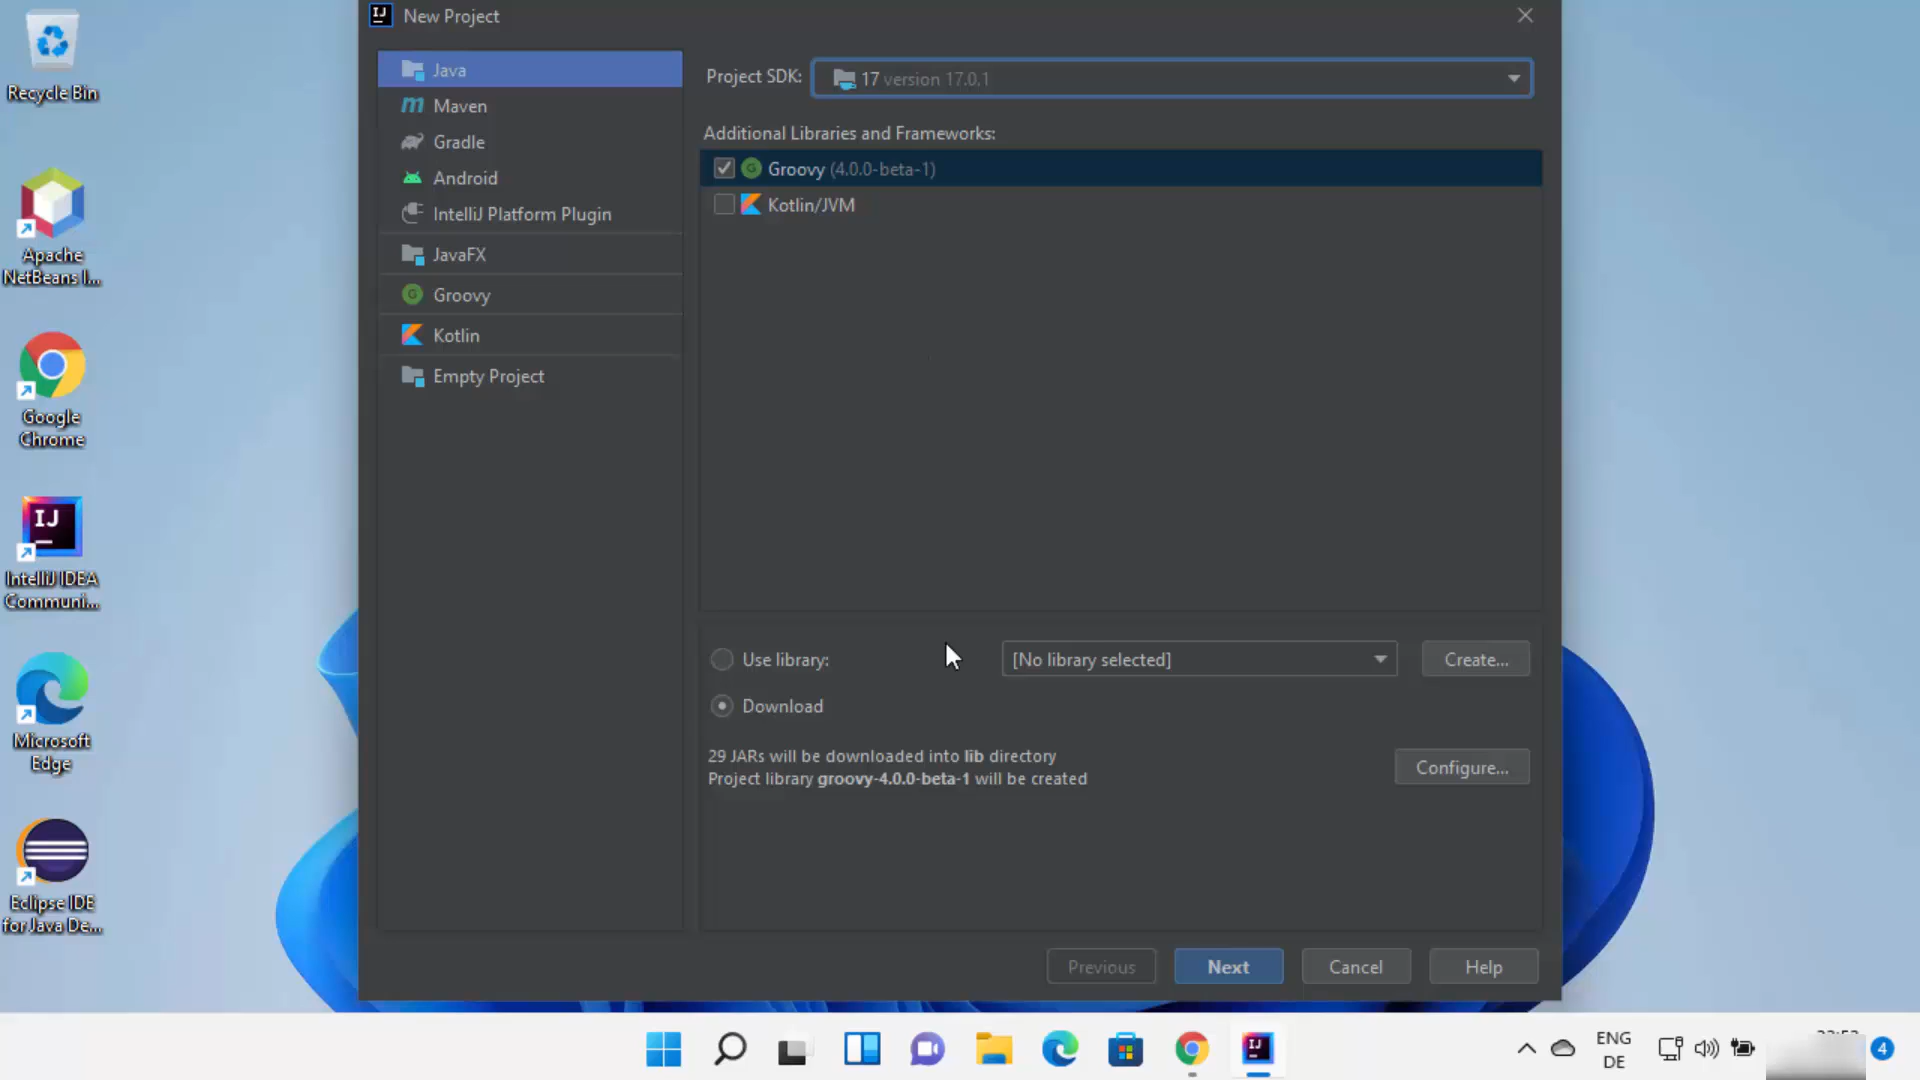 New Project
Recycle Bin
Apache
NetBeans I...
Google
Chrome
IJ
IntelliJ IDEA
Communi...
Microsoft
Edge
Eclipse IDE
for Java De...
Java
Maven
Gradle
Android
IntelliJ Platform Plugin
JavaFX
Groovy
Kotlin
Empty Project
Project SDK: 17 version 17.0.1
Additional Libraries and Frameworks:
Groovy (4.0.0-beta-1)
Kotlin/JVM
Use library: [No library selected] Create...
Download
29 JARs will be downloaded into lib directory
Project library groovy-4.0.0-beta-1 will be created
Configure...
Previous Next Cancel Help
ENG
DE
4